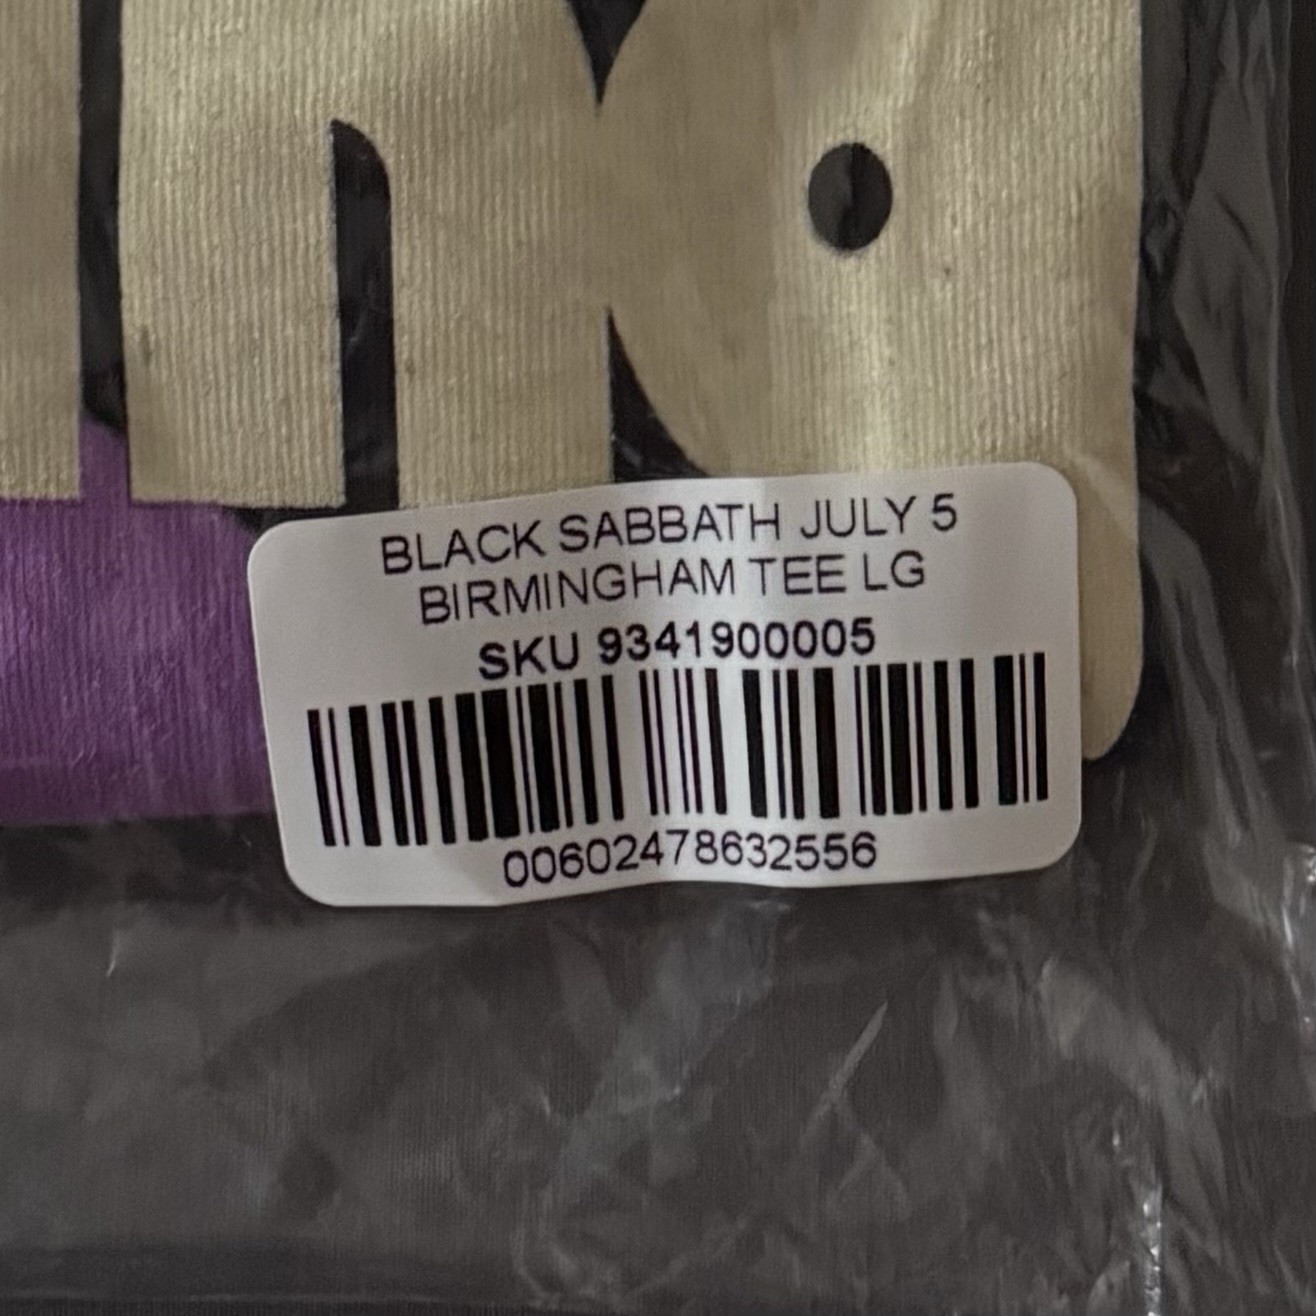 BLACK SABBATH JULY 5
BIRMINGHAM TEE LG
SKU 9341900005
00602478632556